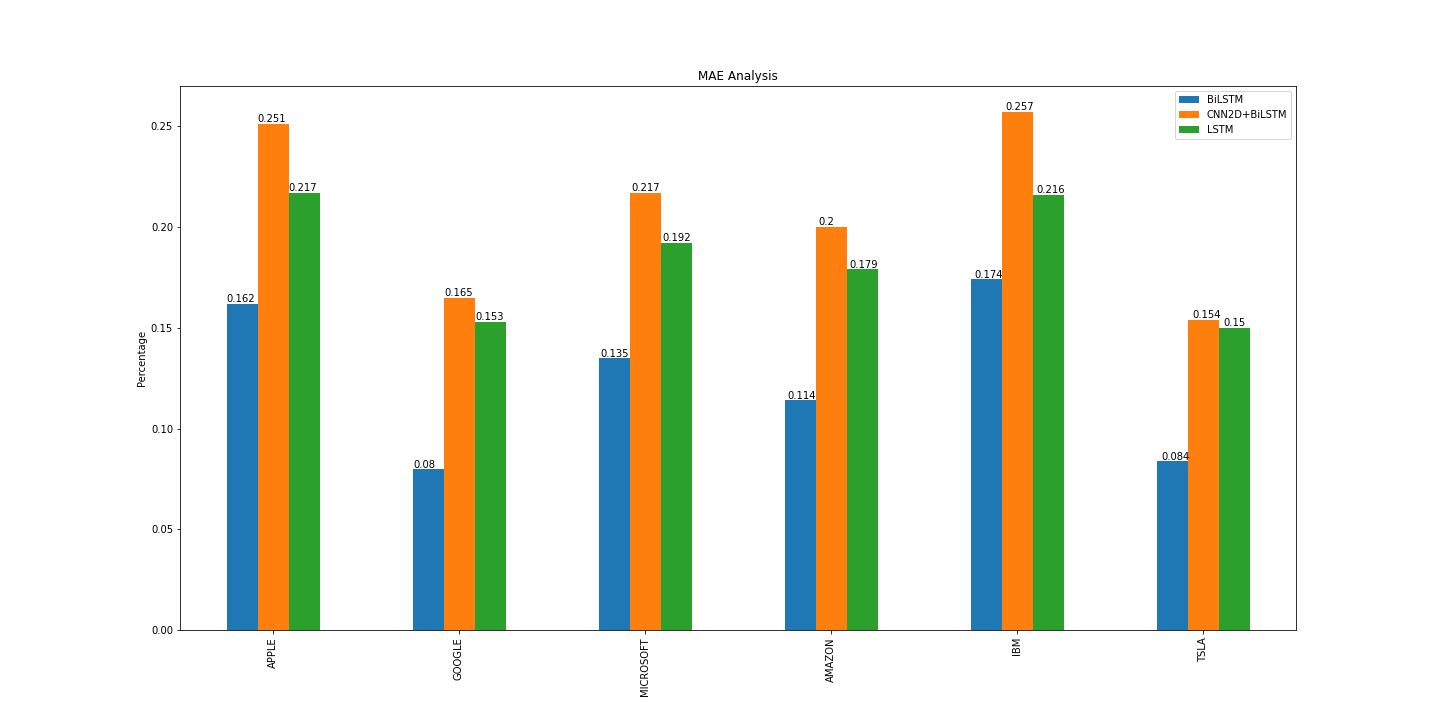 MAE Analysis
BiLSTM
CNN2D+BiLSTM
LSTM
Percentage
0.25
0.20
0.15
0.10
0.05
0.00
0.162
0.251
0.217
0.08
0.165
0.153
0.135
0.217
0.192
0.114
0.2
0.179
0.174
0.257
0.216
0.084
0.154
0.15
APPLE
GOOGLE
MICROSOFT
AMAZON
IBM
TSLA